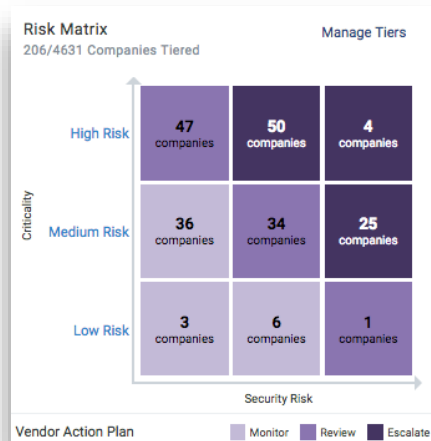 Risk Matrix
Manage Tiers
206/4631 Companies Tiered
High Risk
47
companies
50
companies
4
companies
Criticality
Medium Risk
36
companies
34
companies
25
companies
Low Risk
3
companies
6
companies
1
companies
Security Risk
Vendor Action Plan
Monitor
Review
Escalate